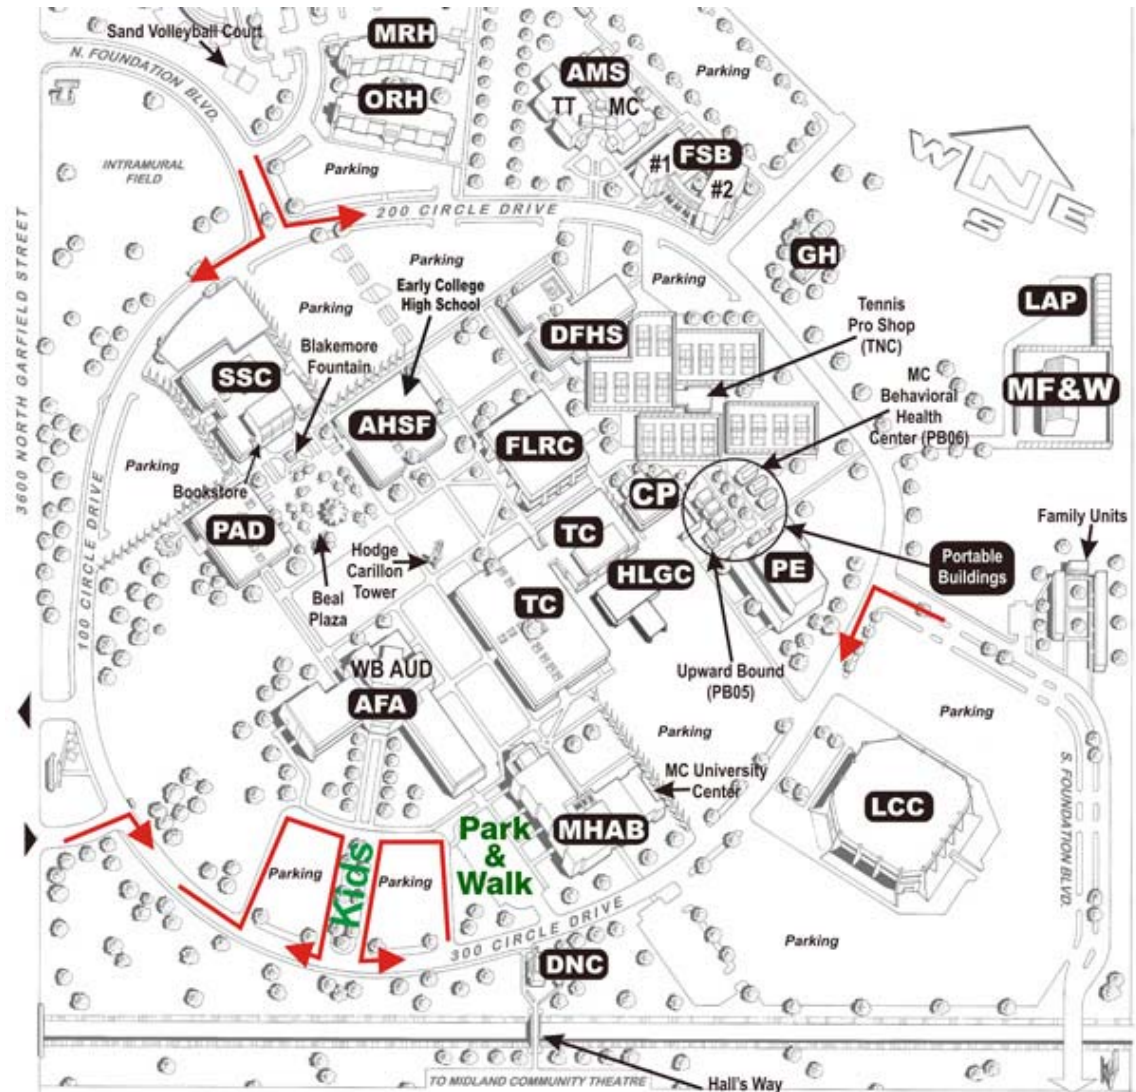 Sand Volleyball Court
MRH
N. FOUNDATION BLVD.
AMS
Parking
ORH
TT
MC
FSB
#1
#2
INTRAMURAL
FIELD
Parking
W
N
E
S
200 CIRCLE DRIVE
GH
Parking
Early College
High School
Parking
Parking
LAP
DFHS
Tennis
Pro Shop
(TNC)
Blakemore
Fountain
SSC
MC
Behavioral
Health
Center (PB06)
MF&W
3600 NORTH GARFIELD STREET
AHSF
FLRC
Parking
Bookstore
CP
PAD
Family Units
TC
Hodge
Carillon
Tower
HLGC
PE
Portable
Buildings
Beal
Plaza
TC
100 CIRCLE DRIVE
WB AUD
AFA
Upward Bound
(PB05)
Parking
Parking
MC University
Center
LCC
S. FOUNDATION BLVD.
MHAB
Park
&
Walk
Kids
Parking
Parking
300 CIRCLE DRIVE
Parking
DNC
TO MIDLAND COMMUNITY THEATRE
Hall's Way